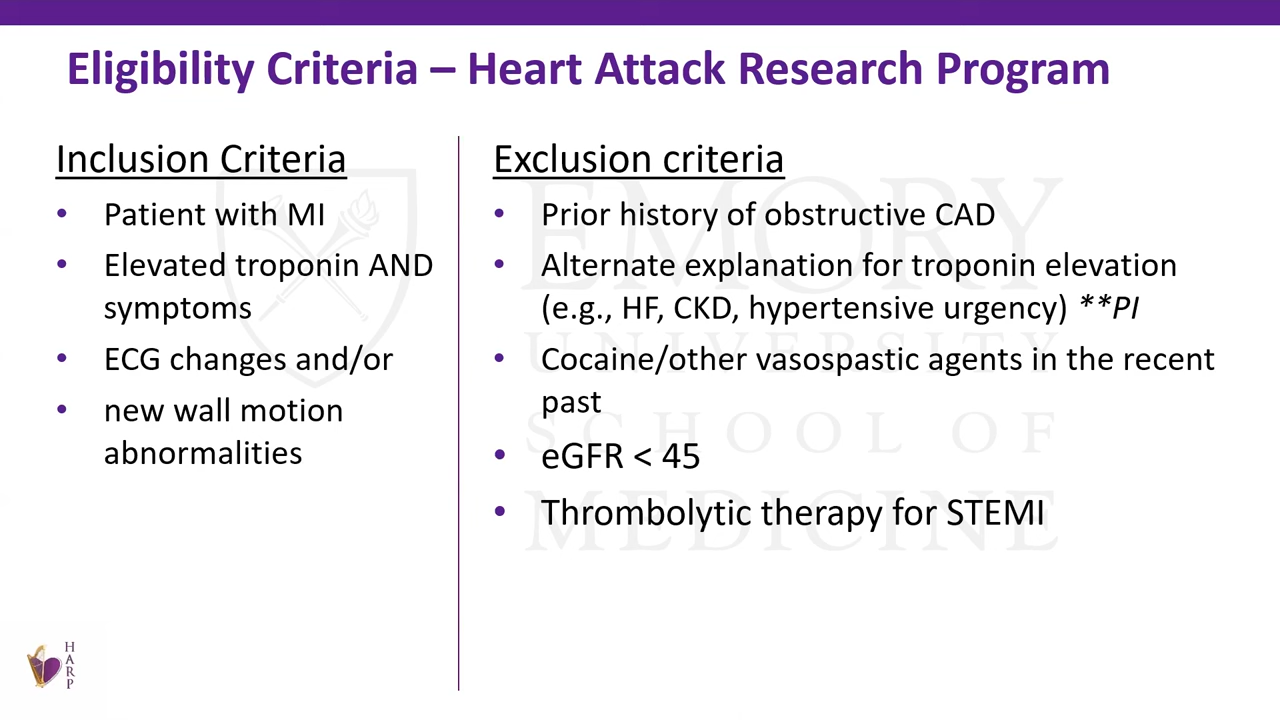 Eligibility Criteria – Heart Attack Research Program
Inclusion Criteria
• Patient with MI
• Elevated troponin AND
symptoms
• ECG changes and/or
• new wall motion
abnormalities
Exclusion criteria
• Prior history of obstructive CAD
• Alternate explanation for troponin elevation
(e.g., HF, CKD, hypertensive urgency) **PI
• Cocaine/other vasospastic agents in the recent
past
• eGFR < 45
• Thrombolytic therapy for STEMI
EMORY
UNIVERSITY
SCHOOL OF
MEDICINE
HARP